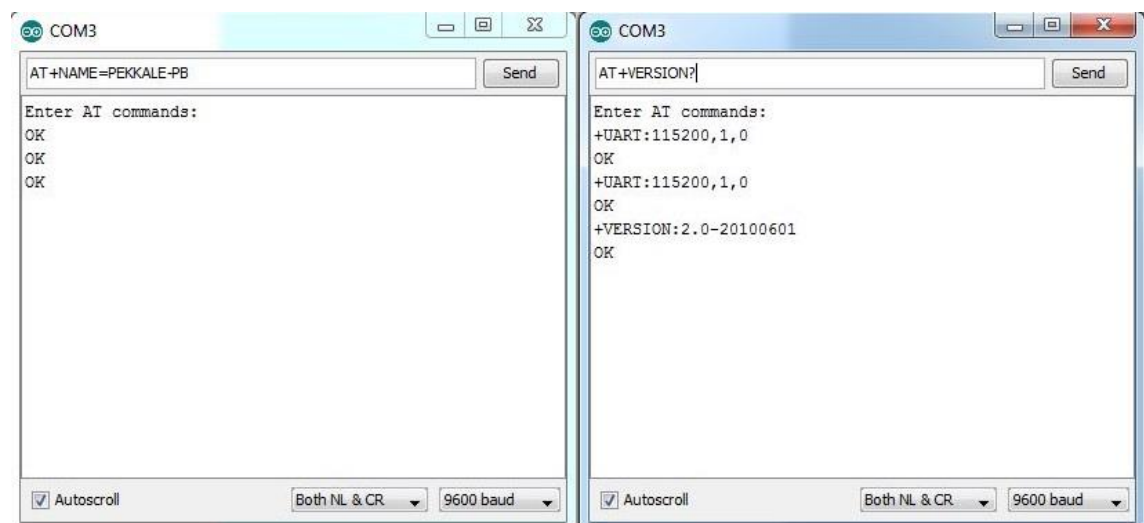 COM3
AT+NAME=PEKKALE-PB
Send
Enter AT commands:
OK
OK
OK
Autoscroll
Both NL & CR
9600 baud
COM3
AT+VERSION?
Send
Enter AT commands:
+UART:115200,1,0
OK
+UART:115200,1,0
OK
+VERSION:2.0-20100601
OK
Autoscroll
Both NL & CR
9600 baud